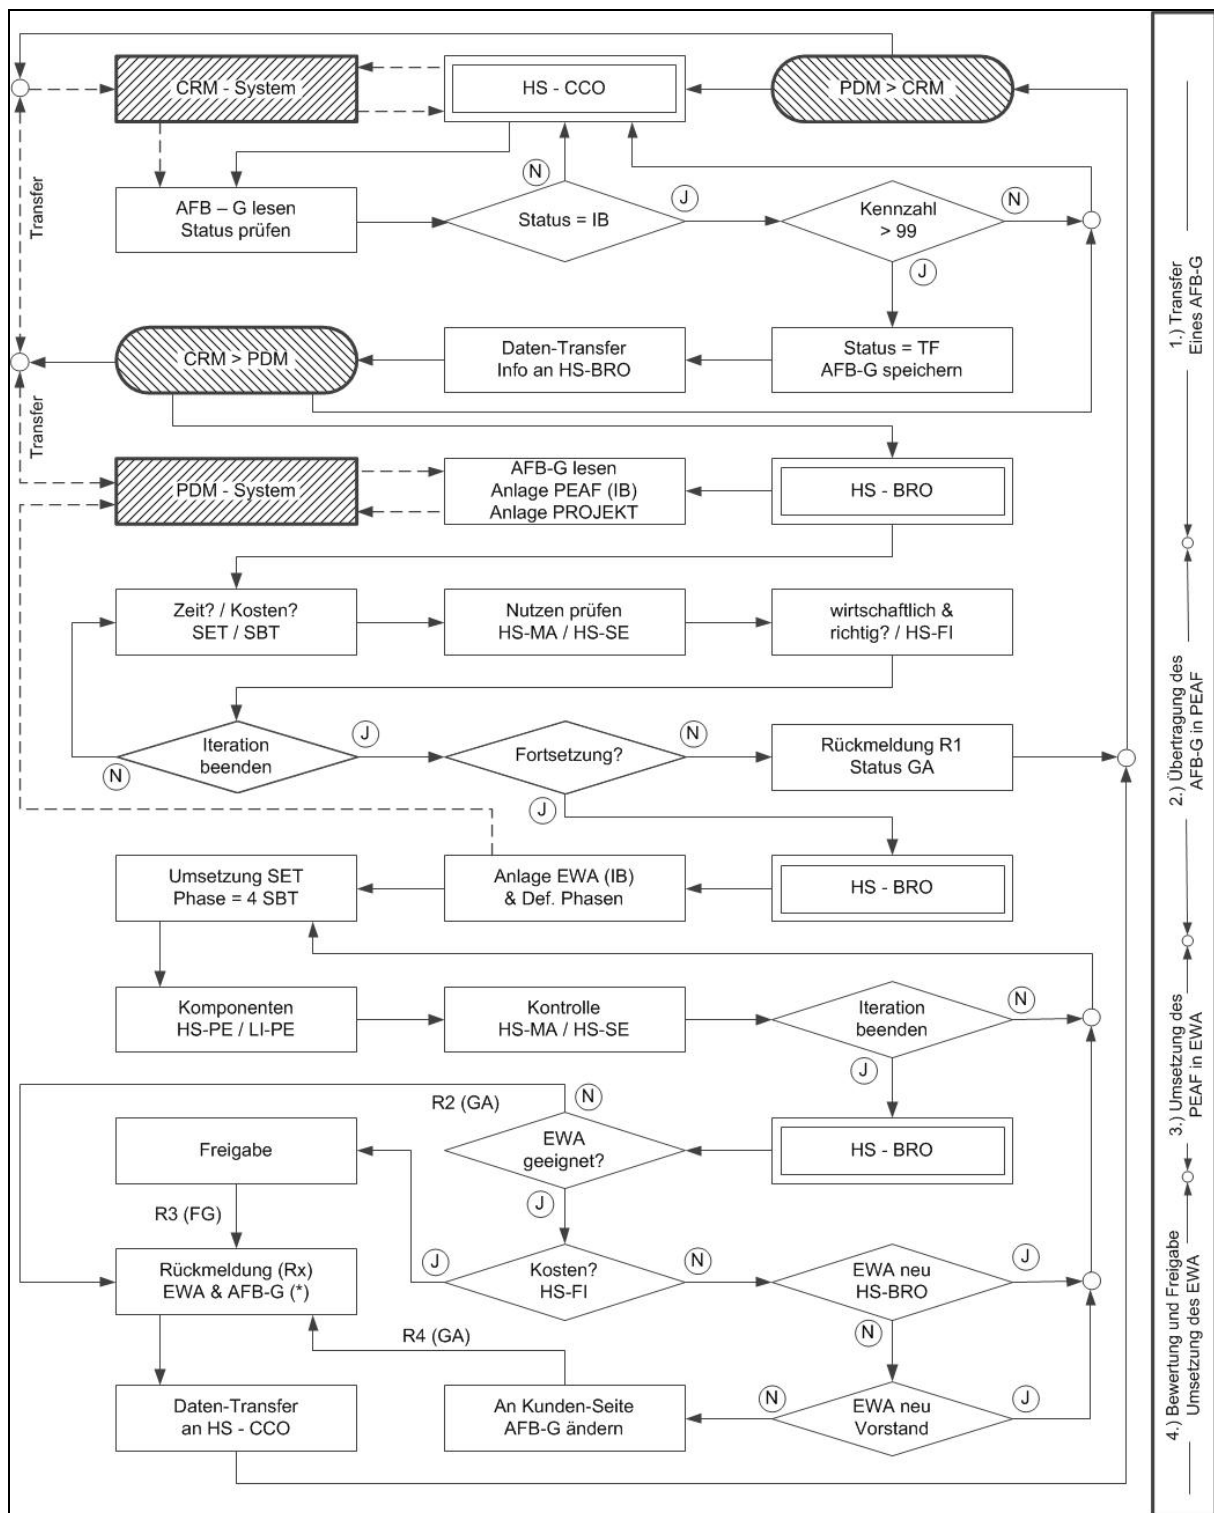 CRM - System
HS - CCO
PDM > CRM
Transfer
N
AFB – G lesen
Status prüfen
Status = IB
J
Kennzahl
> 99
N
J
CRM > PDM
Daten-Transfer
Info an HS-BRO
Status = TF
AFB-G speichern
Transfer
PDM - System
AFB-G lesen
Anlage PEAF (IB)
Anlage PROJEKT
HS - BRO
Zeit? / Kosten?
SET / SBT
Nutzen prüfen
HS-MA / HS-SE
wirtschaftlich &
richtig? / HS-FI
Iteration
beenden
N
J
Fortsetzung?
N
J
Rückmeldung R1
Status GA
Umsetzung SET
Phase = 4 SBT
Anlage EWA (IB)
& Def. Phasen
HS - BRO
Komponenten
HS-PE / LI-PE
Kontrolle
HS-MA / HS-SE
Iteration
beenden
N
J
R2 (GA)
N
Freigabe
EWA
geeignet?
HS - BRO
J
R3 (FG)
Rückmeldung (Rx)
EWA & AFB-G (*)
J
Kosten?
HS-FI
N
EWA neu
HS-BRO
J
N
R4 (GA)
Daten-Transfer
an HS - CCO
An Kunden-Seite
AFB-G ändern
N
EWA neu
Vorstand
J
1.) Transfer
Eines AFB-G
2.) Übertragung des
AFB-G in PEAF
3.) Umsetzung des
PEAF in EWA
4.) Bewertung und Freigabe
Umsetzung des EWA